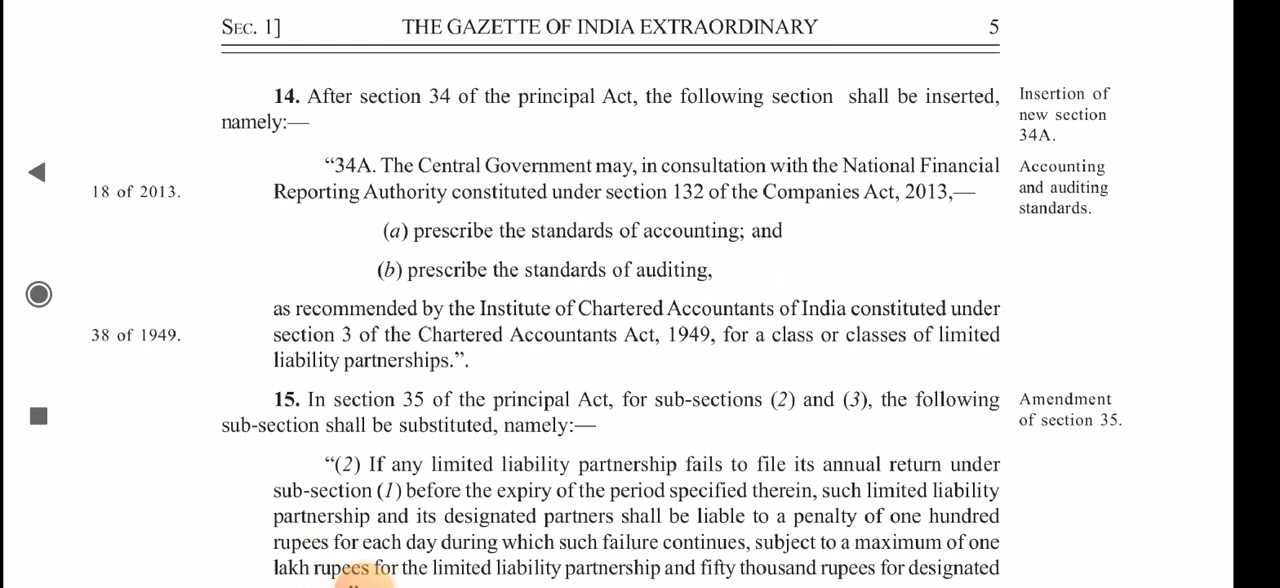 SEC. 1] THE GAZETTE OF INDIA EXTRAORDINARY 5
14. After section 34 of the principal Act, the following section shall be inserted,
namely:—
Insertion of
new section
34A.
“34A. The Central Government may, in consultation with the National Financial
18 of 2013.
Reporting Authority constituted under section 132 of the Companies Act, 2013,—
Accounting
and auditing
standards.
(a) prescribe the standards of accounting; and
(b) prescribe the standards of auditing,
as recommended by the Institute of Chartered Accountants of India constituted under
38 of 1949.
section 3 of the Chartered Accountants Act, 1949, for a class or classes of limited
liability partnerships.”.
15. In section 35 of the principal Act, for sub-sections (2) and (3), the following
sub-section shall be substituted, namely:—
Amendment
of section 35.
“(2) If any limited liability partnership fails to file its annual return under
sub-section (1) before the expiry of the period specified therein, such limited liability
partnership and its designated partners shall be liable to a penalty of one hundred
rupees for each day during which such failure continues, subject to a maximum of one
lakh rupees for the limited liability partnership and fifty thousand rupees for designated